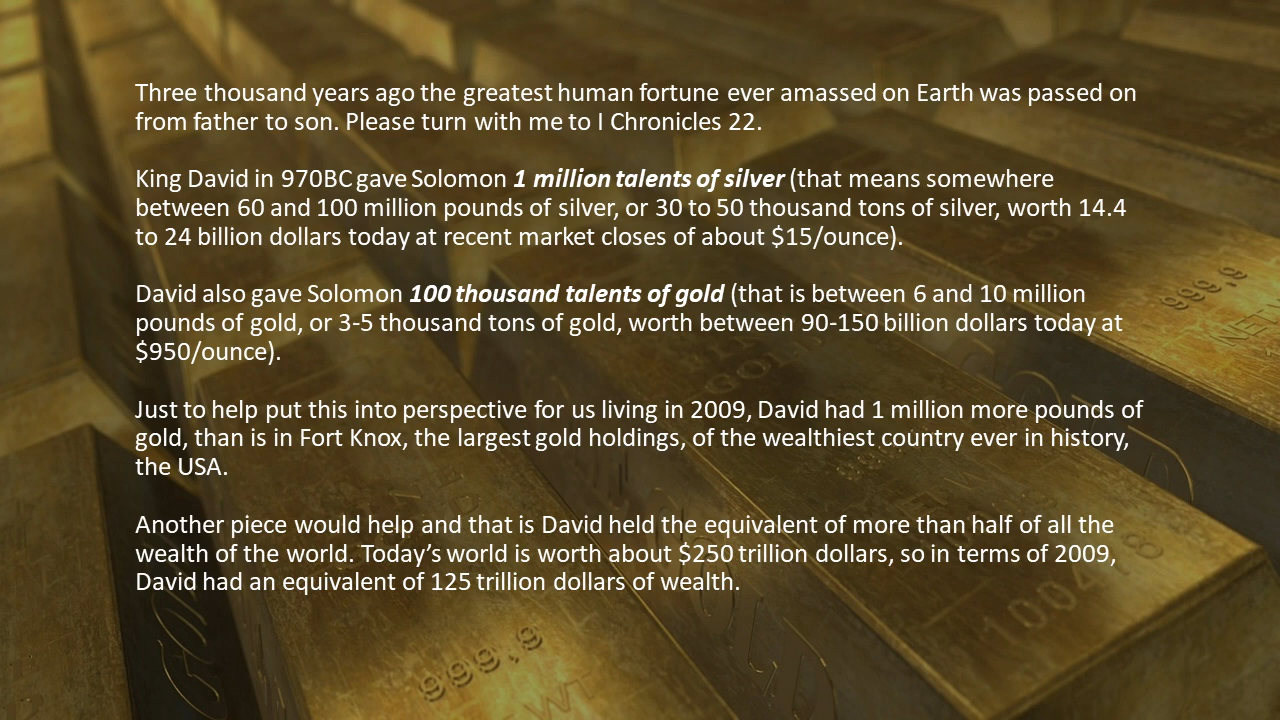 Three thousand years ago the greatest human fortune ever amassed on Earth was passed on
from father to son. Please turn with me to I Chronicles 22.
King David in 970BC gave Solomon 1 million talents of silver (that means somewhere
between 60 and 100 million pounds of silver, or 30 to 50 thousand tons of silver, worth 14.4
to 24 billion dollars today at recent market closes of about $15/ounce).
David also gave Solomon 100 thousand talents of gold (that is between 6 and 10 million
pounds of gold, or 3-5 thousand tons of gold, worth between 90-150 billion dollars today at
$950/ounce).
Just to help put this into perspective for us living in 2009, David had 1 million more pounds of
gold, than is in Fort Knox, the largest gold holdings, of the wealthiest country ever in history,
the USA.
Another piece would help and that is David held the equivalent of more than half of all the
wealth of the world. Today’s world is worth about $250 trillion dollars, so in terms of 2009,
David had an equivalent of 125 trillion dollars of wealth.
999.9
999.9